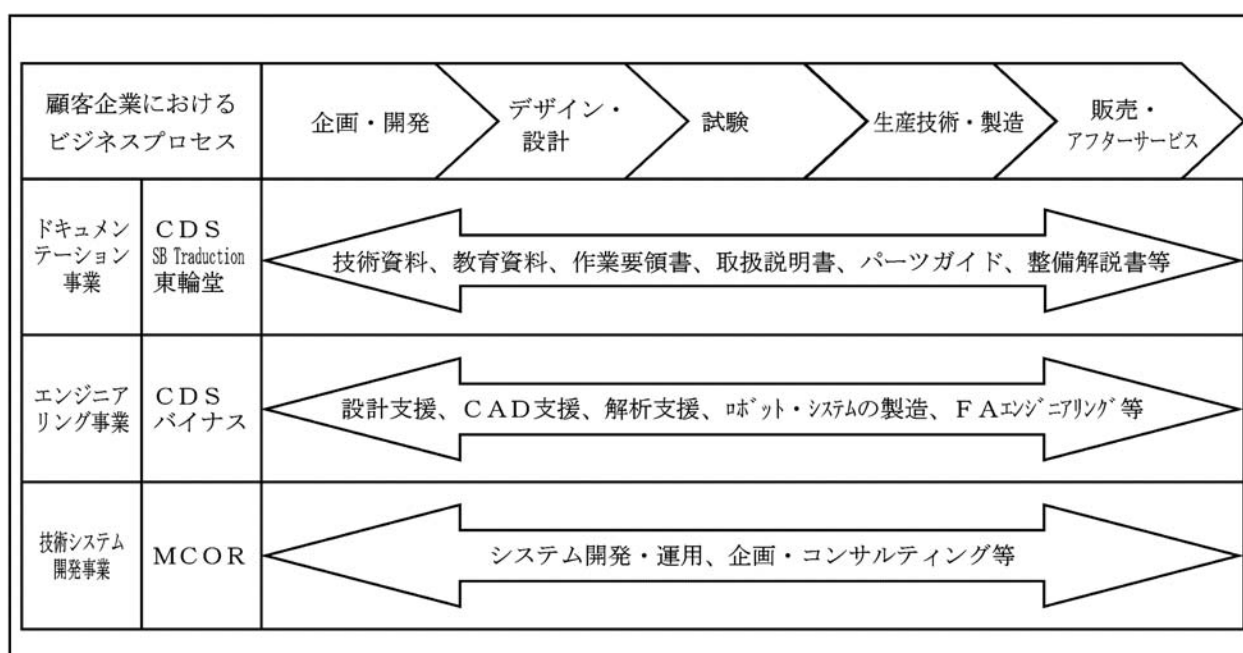 顧客企業における
ビジネスプロセス
企画・開発
デザイン・
設計
試験
生産技術・製造
販売・
アフターサービス
ドキュメン
テーション
事業
ＣＤＳ
SB Traduction
東輪堂
技術資料、教育資料、作業要領書、取扱説明書、パーツガイド、整備解説書等
エンジニア
リング事業
ＣＤＳ
バイナス
設計支援、ＣＡＤ支援、解析支援、ﾛﾎﾞｯﾄ・ｼｽﾃﾑの製造、ＦＡｴﾝｼﾞﾆｱﾘﾝｸﾞ等
技術システム
開発事業
ＭＣＯＲ
システム開発・運用、企画・コンサルティング等